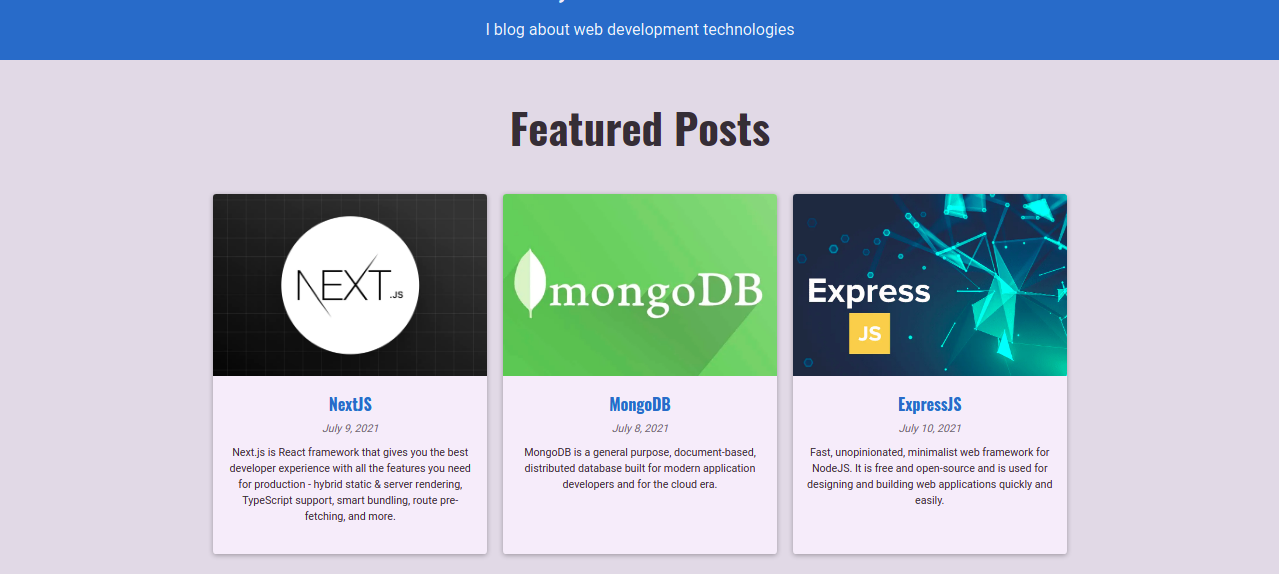 I blog about web development technologies
Featured Posts
NEXT.JS
mongoDB
Express
JS
NextJS
July 9, 2021
Next.js is React framework that gives you the best
developer experience with all the features you need
for production - hybrid static & server rendering,
TypeScript support, smart bundling, route pre-
fetching, and more.
MongoDB
July 8, 2021
MongoDB is a general purpose, document-based,
distributed database built for modern application
developers and for the cloud era.
ExpressJS
July 10, 2021
Fast, unopinionated, minimalist web framework for
NodeJS. It is free and open-source and is used for
designing and building web applications quickly and
easily.